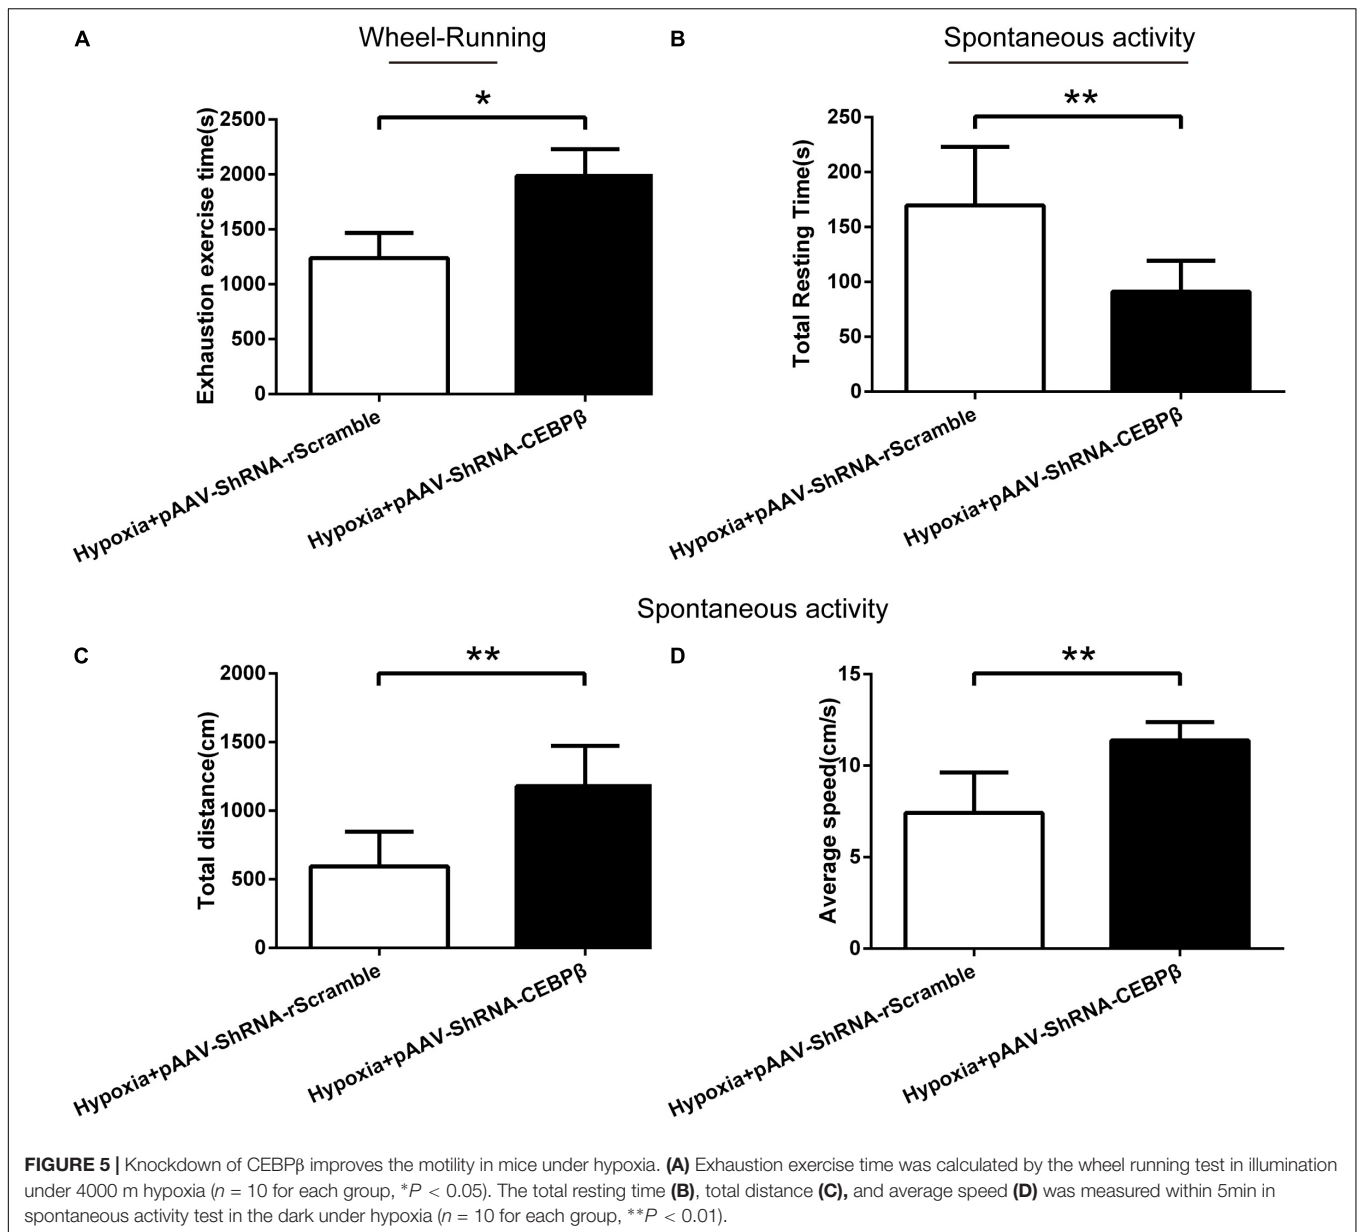 A
Wheel-Running
*
Exhaustion exercise time(s)
2500
2000
1500
1000
500
0
Hypoxia+pAAV-ShRNA-rScramble
Hypoxia+pAAV-ShRNA-CEBPβ
B
Spontaneous activity
**
Total Resting Time(s)
250
200
150
100
50
0
Hypoxia+pAAV-ShRNA-rScramble
Hypoxia+pAAV-ShRNA-CEBPβ
Spontaneous activity
C
**
Total distance(cm)
2000
1500
1000
500
0
Hypoxia+pAAV-ShRNA-rScramble
Hypoxia+pAAV-ShRNA-CEBPβ
D
**
Average speed(cm/s)
15
10
5
0
Hypoxia+pAAV-ShRNA-rScramble
Hypoxia+pAAV-ShRNA-CEBPβ
FIGURE 5 | Knockdown of CEBPβ improves the motility in mice under hypoxia. (A) Exhaustion exercise time was calculated by the wheel running test in illumination
under 4000 m hypoxia (n = 10 for each group, *P < 0.05). The total resting time (B), total distance (C), and average speed (D) was measured within 5min in
spontaneous activity test in the dark under hypoxia (n = 10 for each group, **P < 0.01).